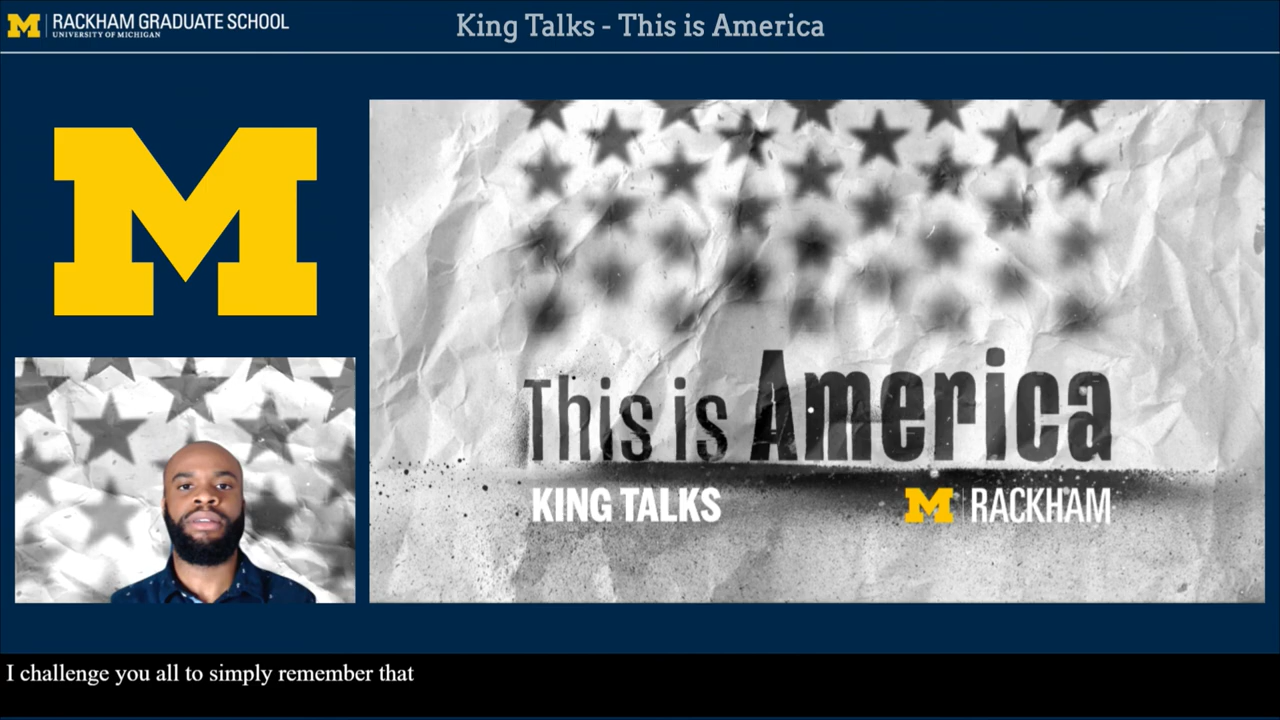 M RACKHAM GRADUATE SCHOOL
UNIVERSITY OF MICHIGAN
King Talks - This is America
M
This is America
KING TALKS
M RACKHAM
I challenge you all to simply remember that